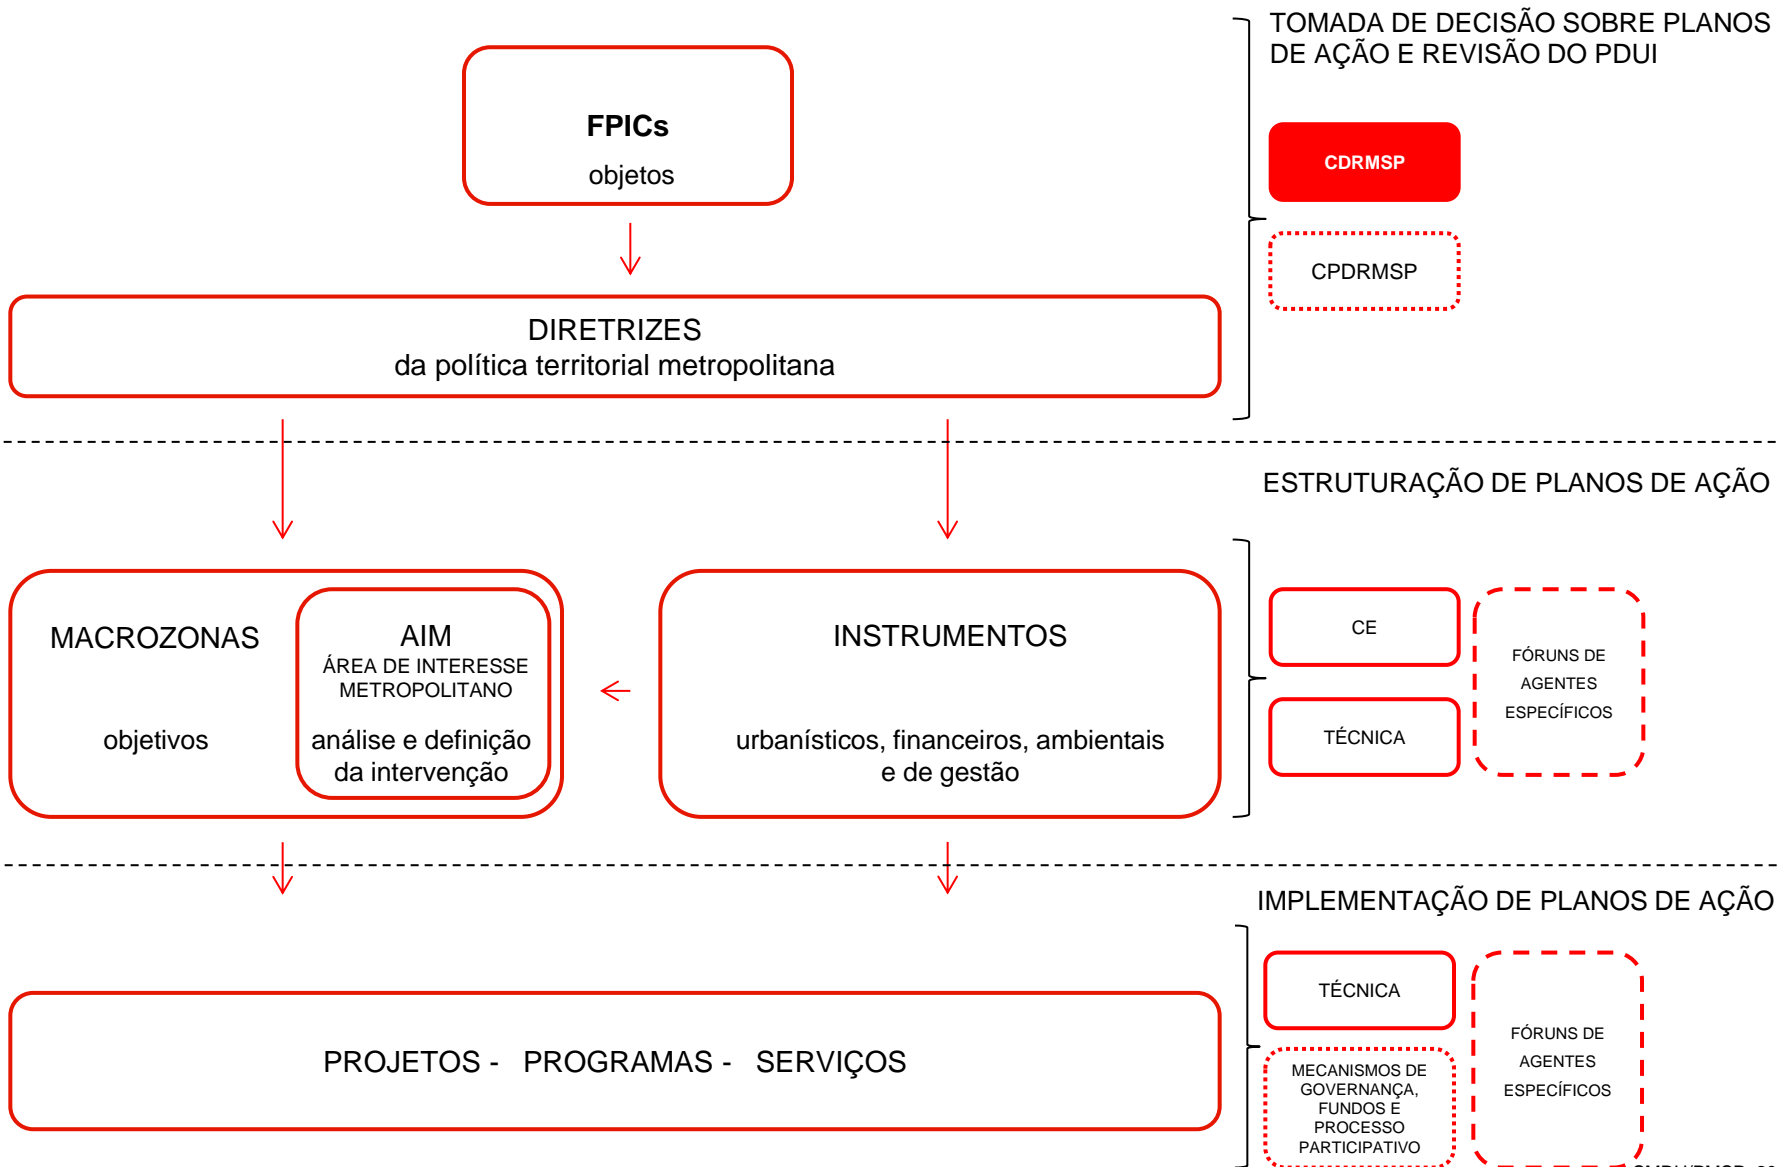 TOMADA DE DECISÃO SOBRE PLANOS
DE AÇÃO E REVISÃO DO PDUI
FPICs
objetos
CDRMSP
CPDRMSP
DIRETRIZES
da política territorial metropolitana
ESTRUTURAÇÃO DE PLANOS DE AÇÃO
MACROZONAS
objetivos
AIM
ÁREA DE INTERESSE
METROPOLITANO
análise e definição
da intervenção
INSTRUMENTOS
urbanísticos, financeiros, ambientais
e de gestão
CE
TÉCNICA
FÓRUNS DE
AGENTES
ESPECÍFICOS
IMPLEMENTAÇÃO DE PLANOS DE AÇÃO
PROJETOS - PROGRAMAS - SERVIÇOS
TÉCNICA
MECANISMOS DE
GOVERNANÇA,
FUNDOS E
PROCESSO
PARTICIPATIVO
FÓRUNS DE
AGENTES
ESPECÍFICOS